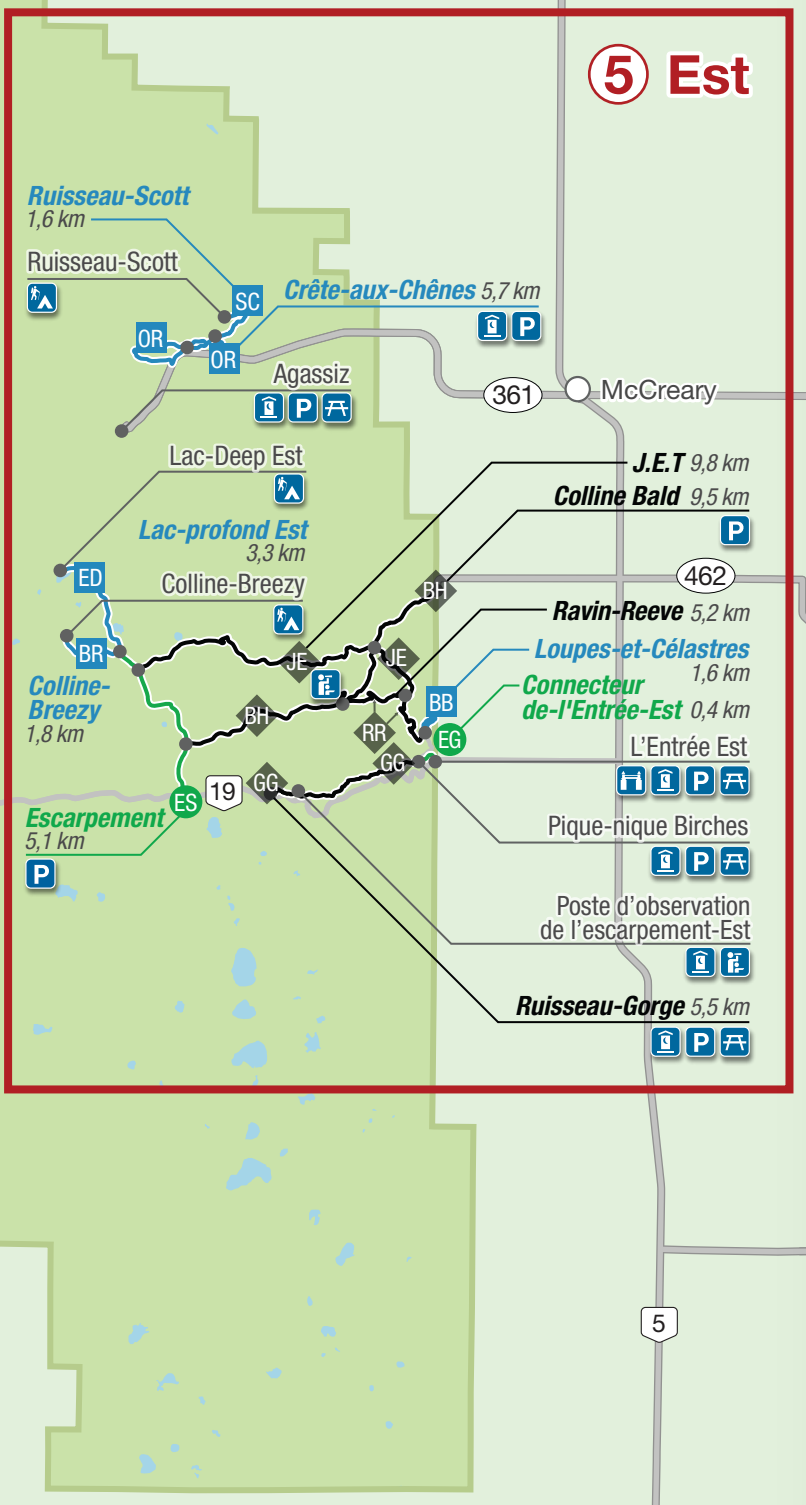 5 Est
Ruisseau-Scott
1,6 km
Ruisseau-Scott
SC
Crête-aux-Chênes 5,7 km
P
OR
OR
Agassiz
P
361
McCreary
Lac-Deep Est
J.E.T 9,8 km
Colline Bald 9,5 km
P
Lac-profond Est
3,3 km
ED
462
Colline-Breezy
BH
Ravin-Reeve 5,2 km
BR
JE
JE
Loupes-et-Célastres
1,6 km
Colline-
Breezy
1,8 km
Connecteur
de-l'Entrée-Est 0,4 km
BH
BB
RR
EG
L'Entrée Est
P
GG
GG
19
ES
Escarpement
5,1 km
P
Pique-nique Birches
P
Poste d'observation
de l'escarpement-Est
Ruisseau-Gorge 5,5 km
P
5